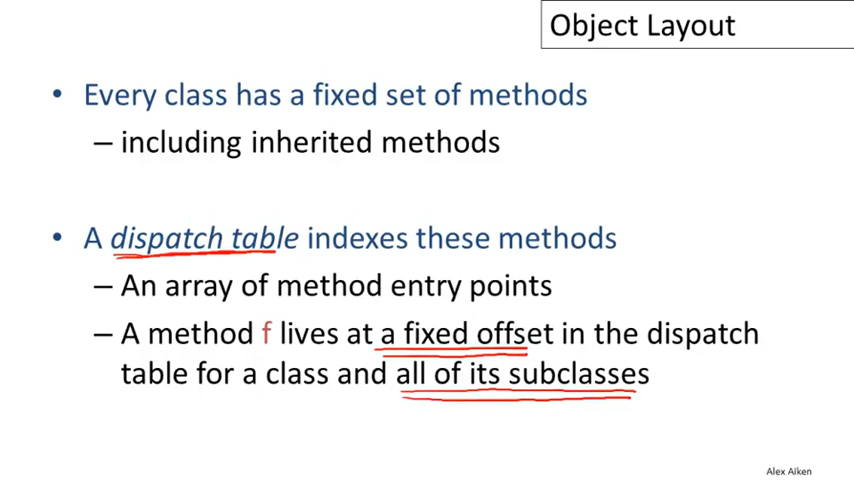 Object Layout
• Every class has a fixed set of methods
– including inherited methods
• A dispatch table indexes these methods
– An array of method entry points
– A method f lives at a fixed offset in the dispatch
table for a class and all of its subclasses
Alex Aiken